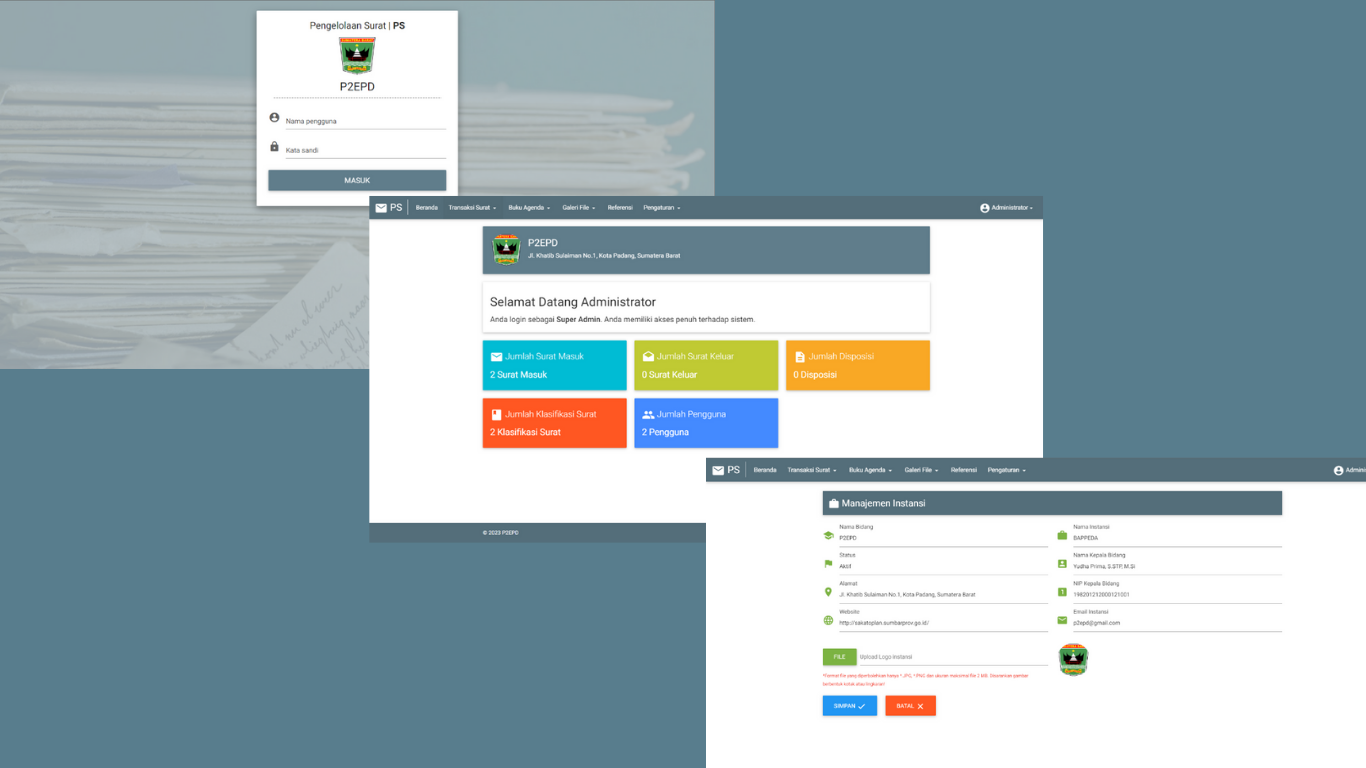 Pengelolaan Surat | PS
P2EPD
Nama pengguna
Kata sandi
MASUK
PS Beranda Transaksi Surat Buku Agenda Galeri File Referensi Pengaturan Administrator
P2EPD
Jl. Khatib Sulaiman No.1, Kota Padang, Sumatera Barat
Selamat Datang Administrator
Anda login sebagai Super Admin. Anda memiliki akses penuh terhadap sistem.
Jumlah Surat Masuk
2 Surat Masuk
Jumlah Surat Keluar
0 Surat Keluar
Jumlah Disposisi
0 Disposisi
Jumlah Klasifikasi Surat
2 Klasifikasi Surat
Jumlah Pengguna
2 Pengguna
© 2023 P2EPD
PS Beranda Transaksi Surat Buku Agenda Galeri File Referensi Pengaturan Admini
Manajemen Instansi
Nama Bidang
P2EPD
Nama Instansi
BAPPEDA
Status
Aktif
Nama Kepala Bidang
Yudha Prima, S.STP, M.Si
Alamat
Jl. Khatib Sulaiman No.1, Kota Padang, Sumatera Barat
NIP Kepala Bidang
198201212000121001
Website
http://sakatoplan.sumbarprov.go.id/
Email Instansi
p2epd@gmail.com
FILE Upload Logo instansi
*Format file yang diperbolehkan hanya *.JPG, *.PNG dan ukuran maksimal file 2 MB. Disarankan gambar
berbentuk kotak atau lingkaran!
SIMPAN
BATAL